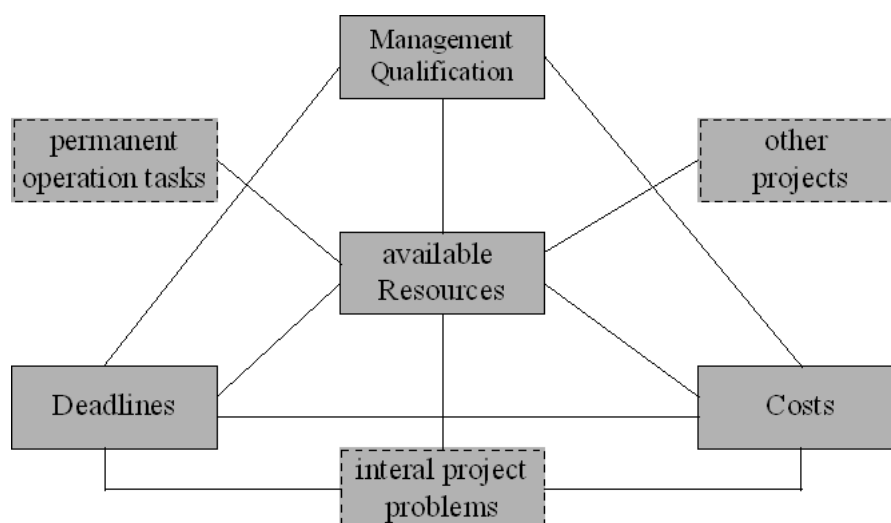 Management
Qualification
permanent
operation tasks
other
projects
available
Resources
Deadlines
Costs
interal project
problems